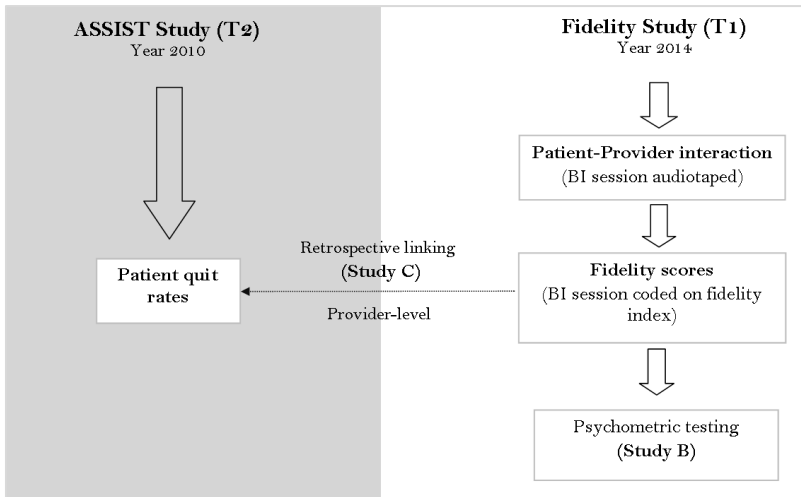 ASSIST Study (T2)
Year 2010
Patient quit
rates
Retrospective linking
(Study C)
Provider-level
Fidelity Study (T1)
Year 2014
Patient-Provider interaction
(BI session audiotaped)
Fidelity scores
(BI session coded on fidelity
index)
Psychometric testing
(Study B)